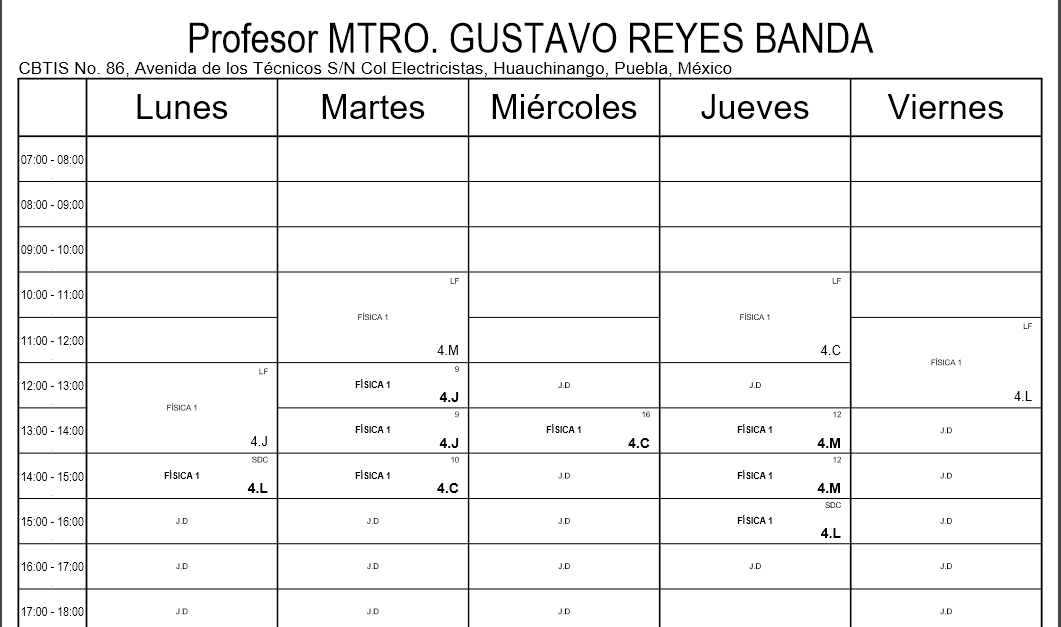 Profesor MTRO. GUSTAVO REYES BANDA
CBTIS No. 86, Avenida de los Técnicos S/N Col Electricistas, Huauchinango, Puebla, México
Lunes Martes Miércoles Jueves Viernes
07:00 - 08:00
08:00 - 09:00
09:00 - 10:00
10:00 - 11:00 LF LF
FÍSICA 1 FÍSICA 1
11:00 - 12:00 4.M 4.C LF
FÍSICA 1
12:00 - 13:00 LF FÍSICA 1 9 4.J J.D J.D 4.L
FÍSICA 1
13:00 - 14:00 4.J FÍSICA 1 9 4.J FÍSICA 1 16 4.C FÍSICA 1 12 4.M J.D
14:00 - 15:00 FÍSICA 1 SDC 4.L FÍSICA 1 10 4.C J.D FÍSICA 1 12 4.M J.D
15:00 - 16:00 J.D J.D J.D FÍSICA 1 SDC 4.L J.D
16:00 - 17:00 J.D J.D J.D J.D J.D
17:00 - 18:00 J.D J.D J.D J.D